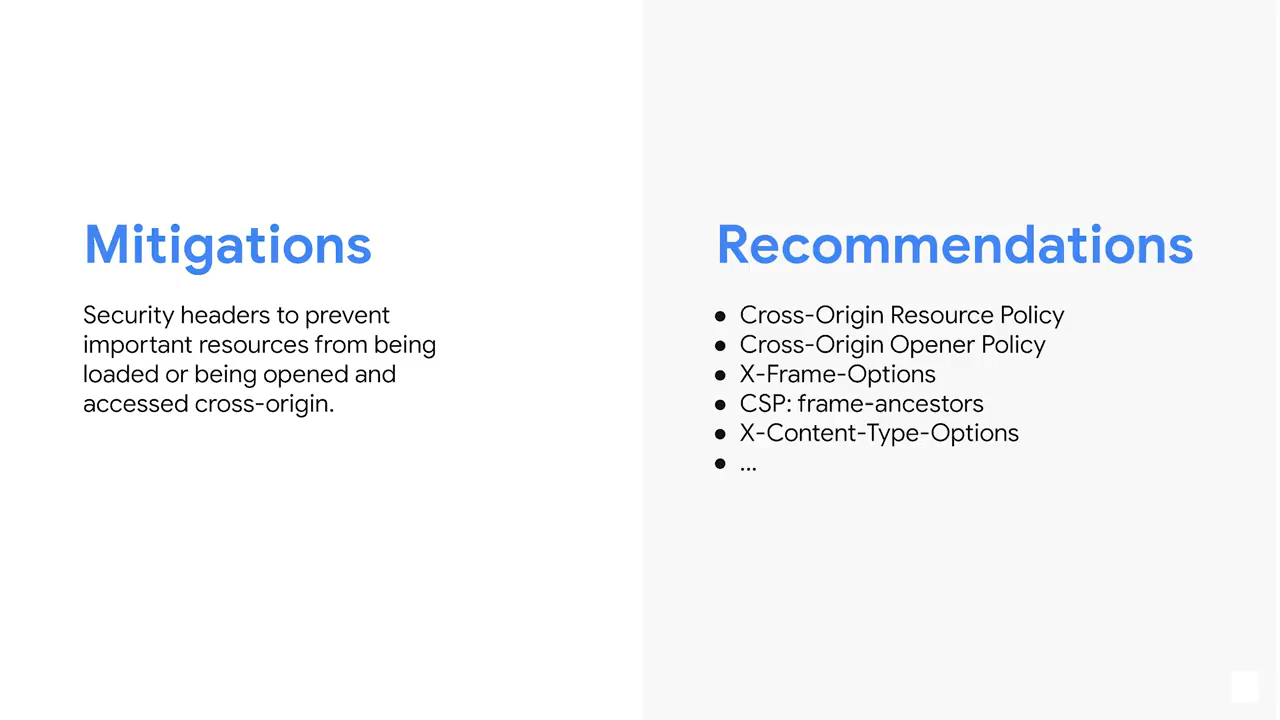 Mitigations
Security headers to prevent
important resources from being
loaded or being opened and
accessed cross-origin.
Recommendations
● Cross-Origin Resource Policy
● Cross-Origin Opener Policy
● X-Frame-Options
● CSP: frame-ancestors
● X-Content-Type-Options
● ...